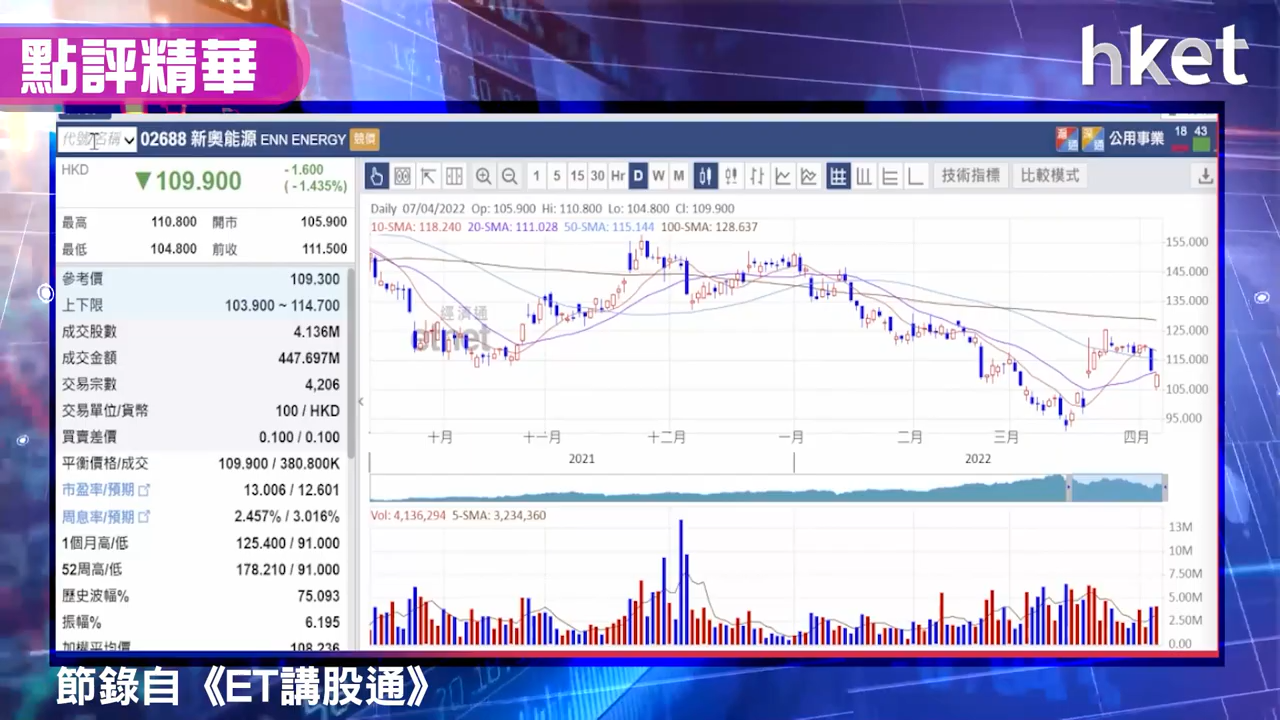 點評精華
hket
代號/名稱 02688 新奧能源 ENN ENERGY 競價
滬通 深通 公用事業 18 43
HKD
▼109.900
-1.600
( -1.435%)
最高 110.800 開市 105.900
最低 104.800 前收 111.500
參考價 109.300
上下限 103.900 ~ 114.700
成交股數 4.136M
成交金額 447.697M
交易宗數 4,206
交易單位/貨幣 100 / HKD
買賣差價 0.100 / 0.100
平衡價格/成交 109.900 / 380.800K
市盈率/預期 13.006 / 12.601
周息率/預期 2.457% / 3.016%
1個月高/低 125.400 / 91.000
52周高/低 178.210 / 91.000
歷史波幅% 75.093
振幅% 6.195
加權平均價 108.236
1 5 15 30 Hr D W M
技術指標 比較模式
Daily 07/04/2022 Op: 105.900 Hi: 110.800 Lo: 104.800 Cl: 109.900
10-SMA: 118.240 20-SMA: 111.028 50-SMA: 115.144 100-SMA: 128.637
155.000
145.000
135.000
125.000
115.000
105.000
95.000
經濟通
etnet
十月 十一月 十二月 一月 二月 三月 四月
2021 2022
Vol: 4,136,294 5-SMA: 3,234,360
13M
10M
7.50M
5.00M
2.50M
0.00
節錄自《ET講股通》